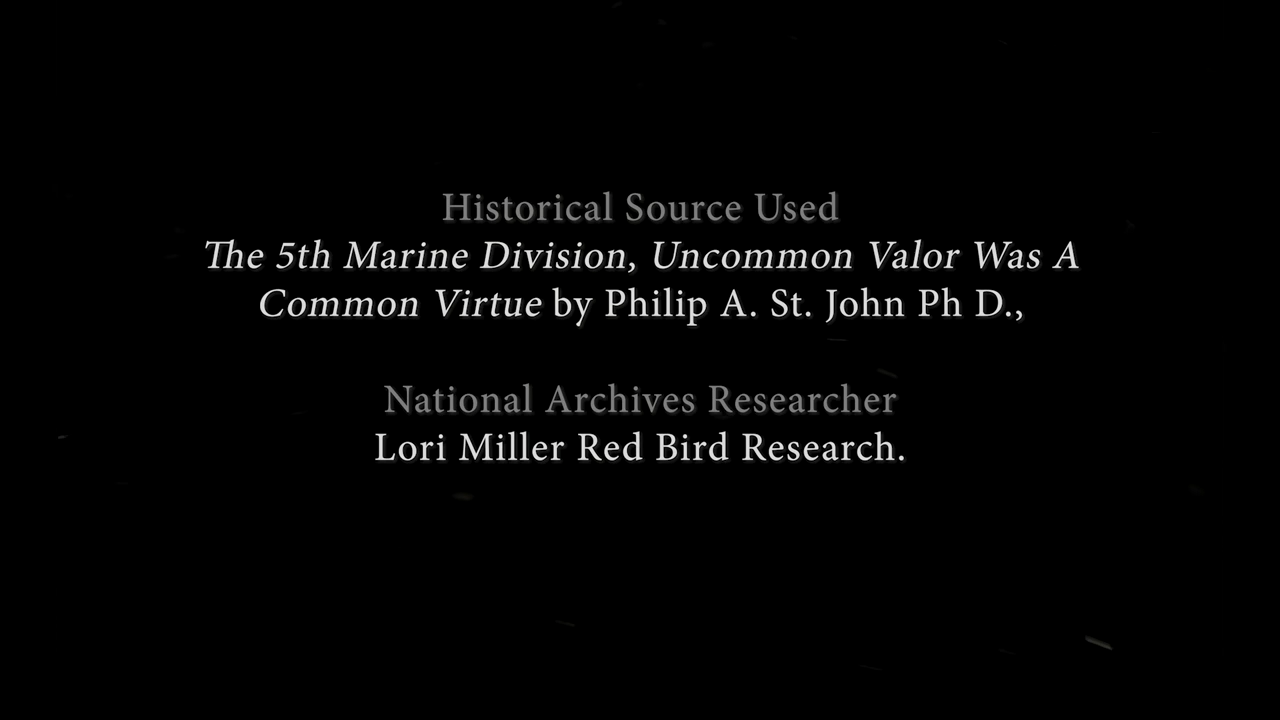 Historical Source Used
The 5th Marine Division, Uncommon Valor Was A
Common Virtue by Philip A. St. John Ph D.,
National Archives Researcher
Lori Miller Red Bird Research.